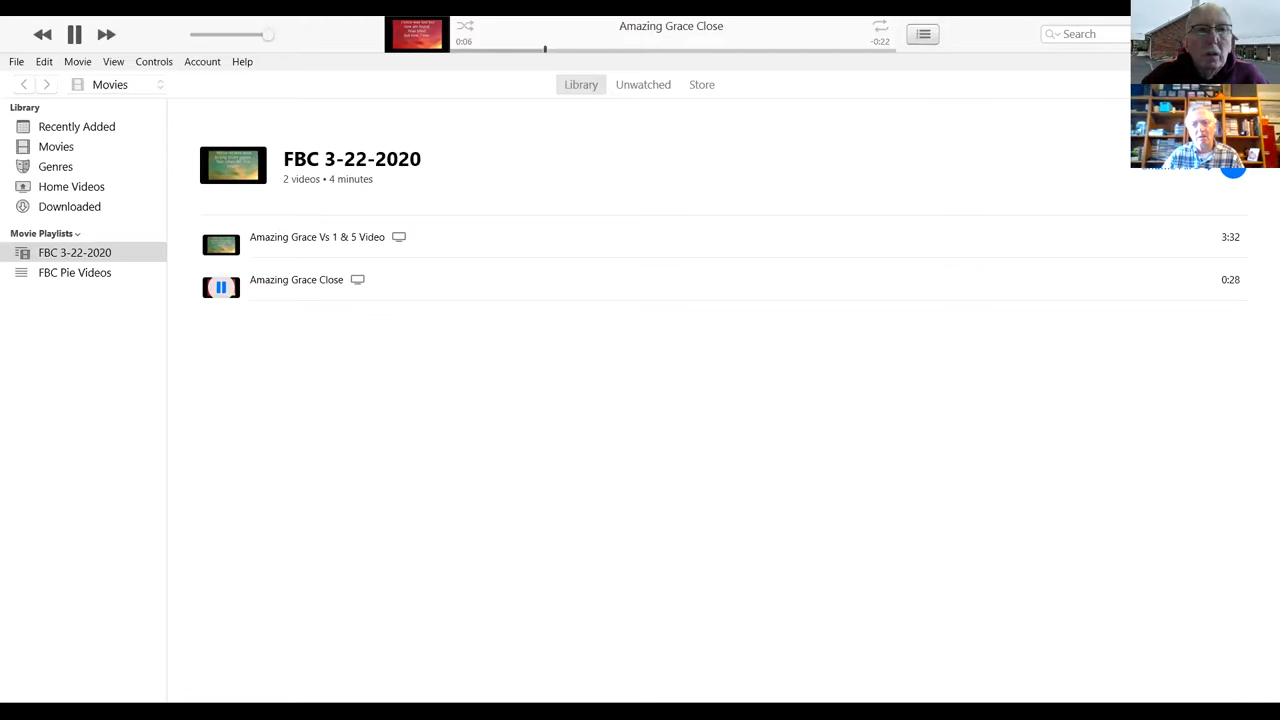 Amazing Grace Close
0:06
-0:22
Search
File Edit Movie View Controls Account Help
Movies
Library Unwatched Store
Library
Recently Added
Movies
Genres
Home Videos
Downloaded
Movie Playlists
FBC 3-22-2020
FBC Pie Videos
FBC 3-22-2020
2 videos • 4 minutes
Amazing Grace Vs 1 & 5 Video 3:32
Amazing Grace Close 0:28